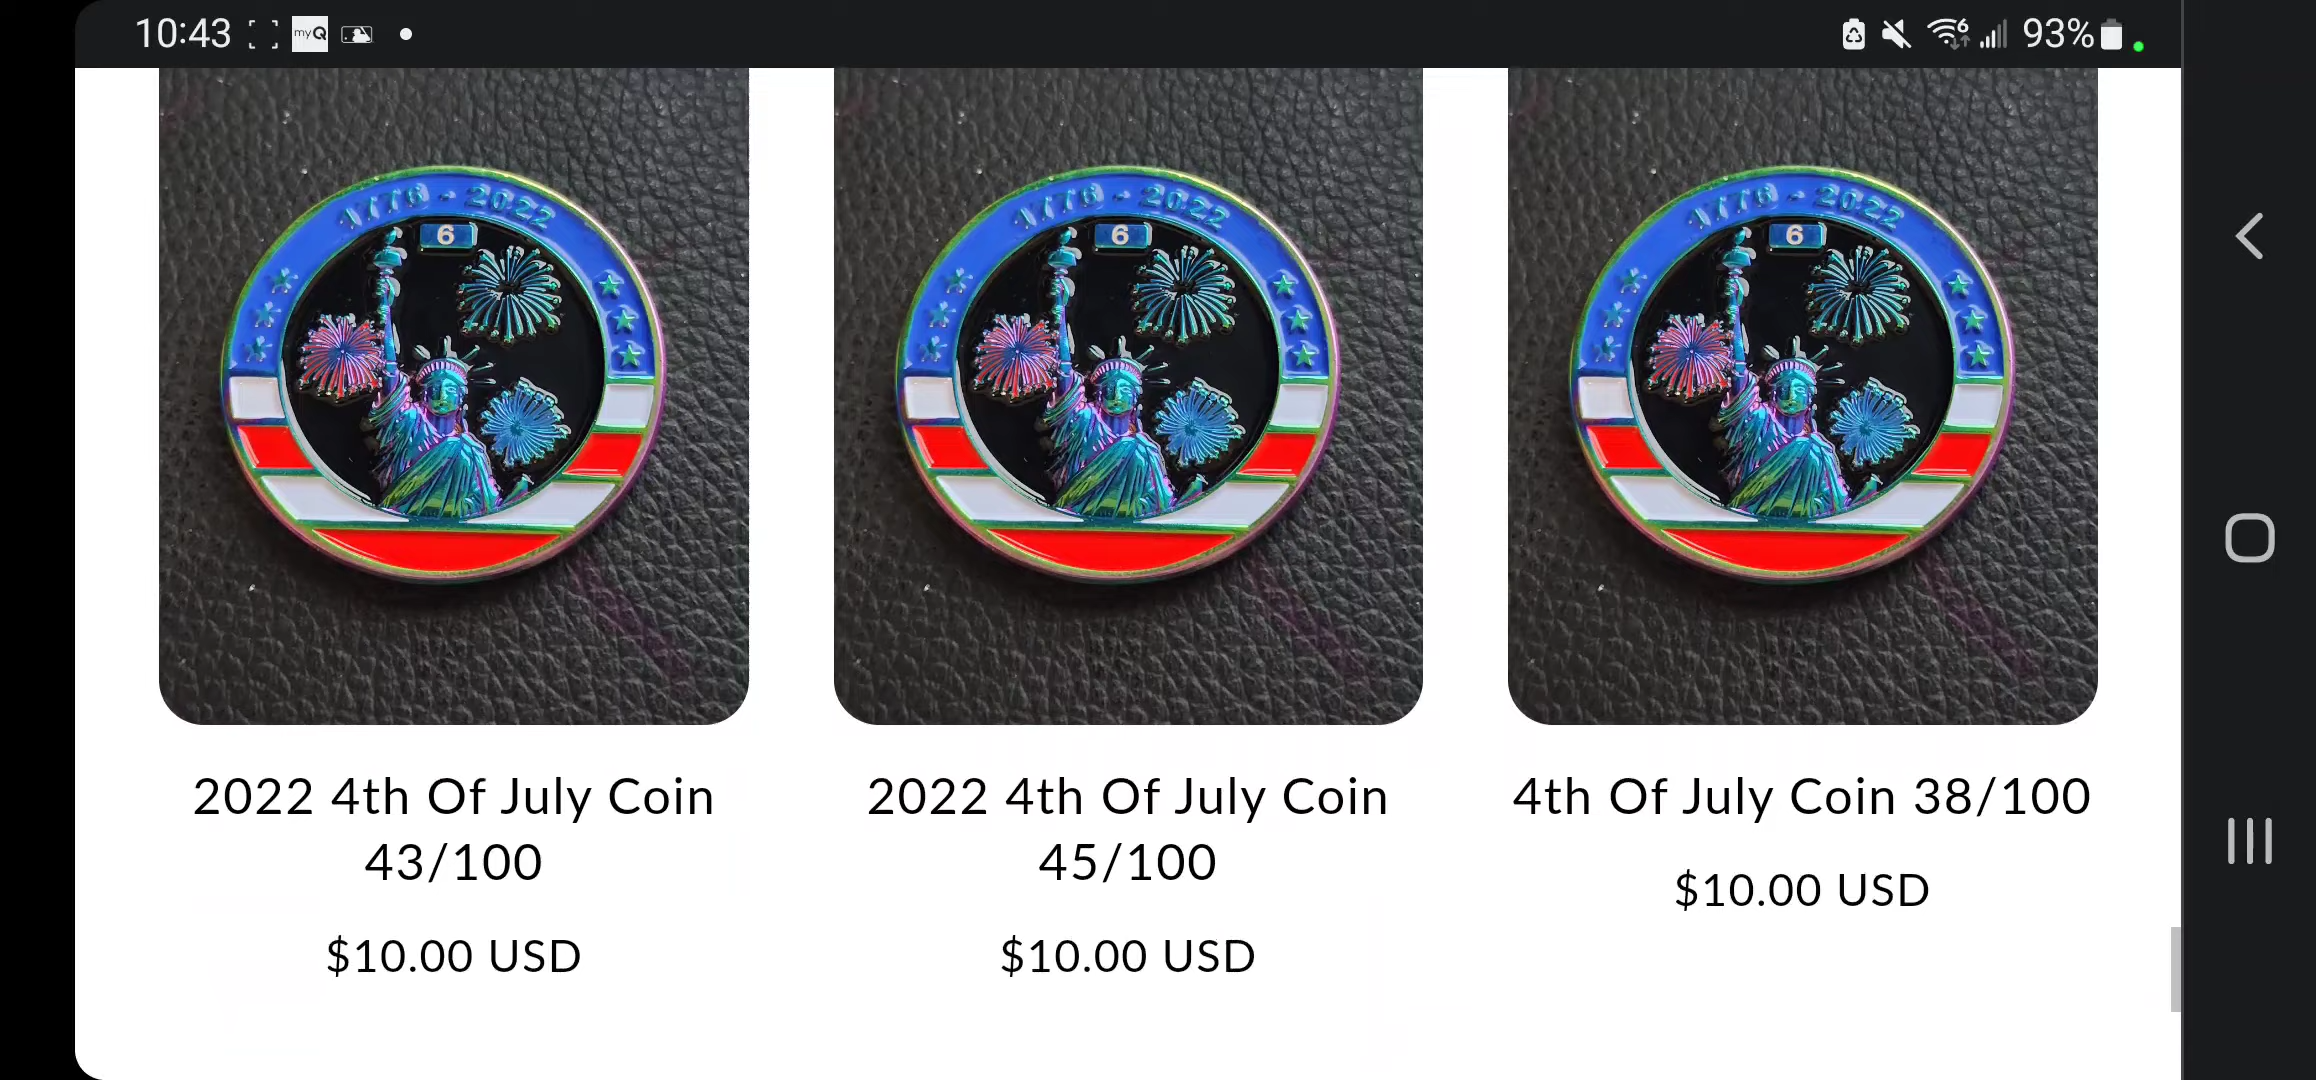 10:43 myQ 93%
1776 - 2022
6
1776 - 2022
6
1776 - 2022
6
2022 4th Of July Coin
43/100
$10.00 USD
2022 4th Of July Coin
45/100
$10.00 USD
4th Of July Coin 38/100
$10.00 USD